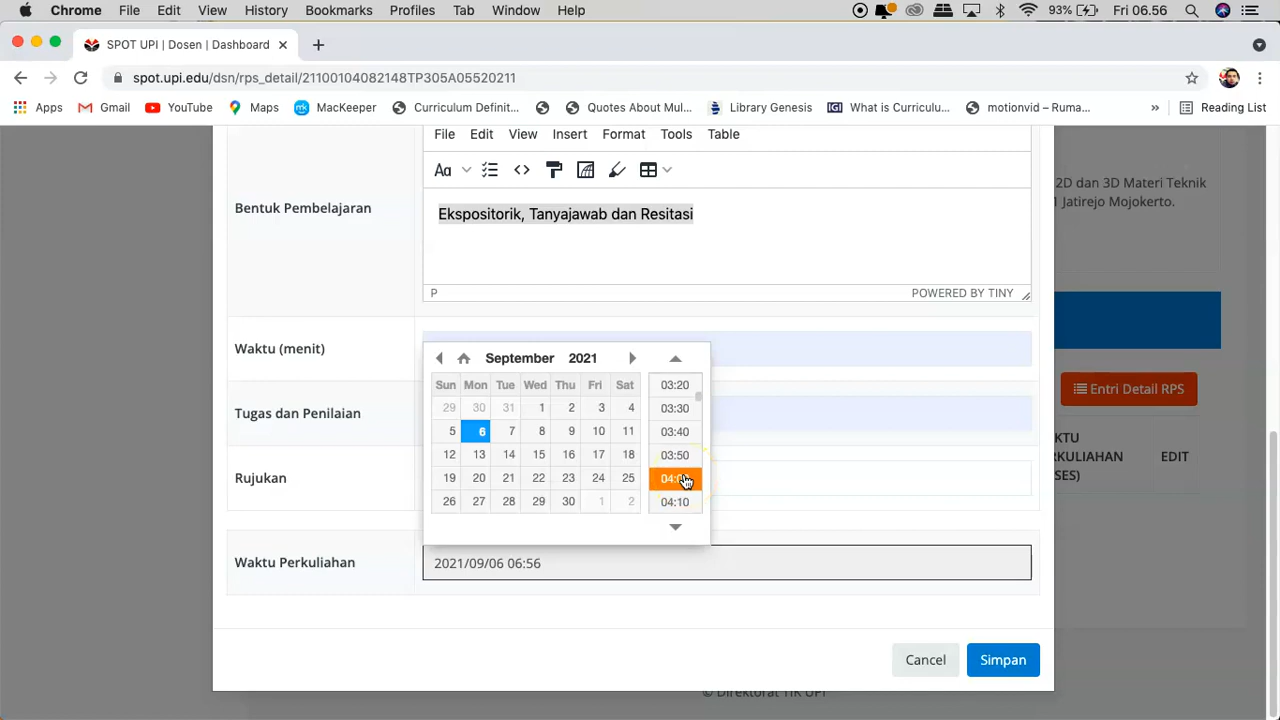 Chrome File Edit View History Bookmarks Profiles Tab Window Help 93% Fri 06.56
SPOT UPI | Dosen | Dashboard
spot.upi.edu/dsn/rps_detail/21100104082148TP305A05520211
Apps Gmail YouTube Maps MacKeeper Curriculum Definit... Quotes About Mul... Library Genesis What is Curriculu... motionvid – Ruma... » Reading List
File Edit View Insert Format Tools Table
Aa
Bentuk Pembelajaran
Ekspositorik, Tanyajawab dan Resitasi
P POWERED BY TINY
2D dan 3D Materi Teknik
1 Jatirejo Mojokerto.
Waktu (menit)
September 2021
Sun Mon Tue Wed Thu Fri Sat 03:20
29 30 31 1 2 3 4 03:30
5 6 7 8 9 10 11 03:40
12 13 14 15 16 17 18 03:50
19 20 21 22 23 24 25
26 27 28 29 30 1 2 04:10
Entri Detail RPS
Tugas dan Penilaian
KTU
ERKULIAHAN EDIT
SES)
Rujukan
Waktu Perkuliahan
2021/09/06 06:56
Cancel Simpan
© Direktorat TIK UPI